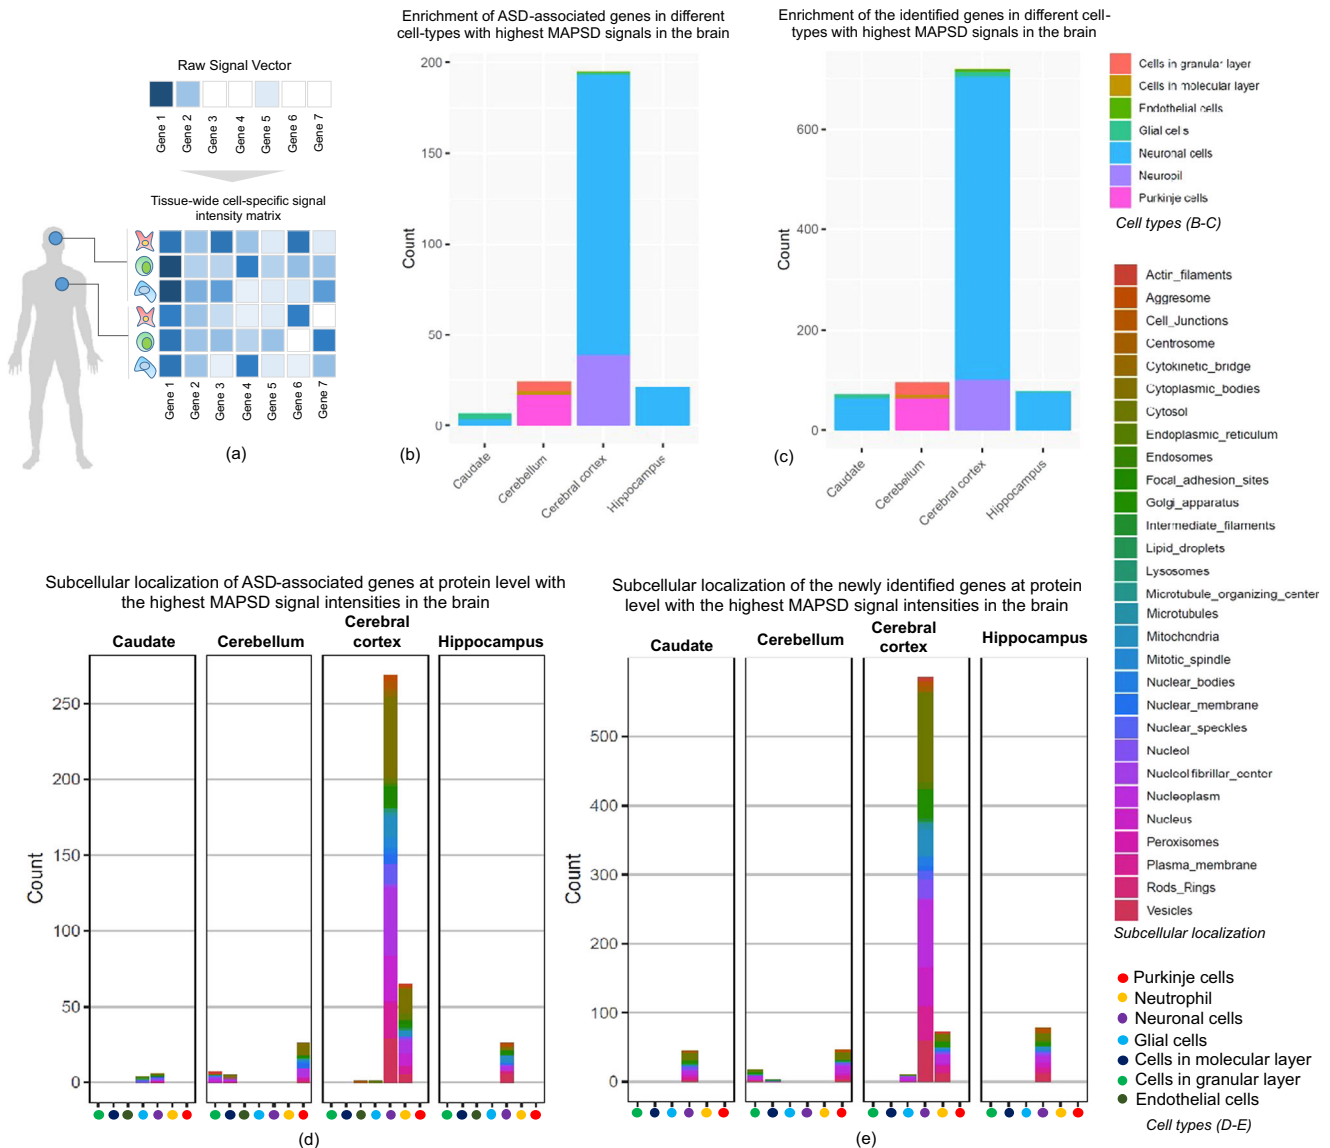 Raw Signal Vector
Gene 1
Gene 2
Gene 3
Gene 4
Gene 5
Gene 6
Gene 7
Tissue-wide cell-specific signal
intensity matrix
Gene 1
Gene 2
Gene 3
Gene 4
Gene 5
Gene 6
Gene 7
(a)
Enrichment of ASD-associated genes in different
cell-types with highest MAPSD signals in the brain
Count
200
150
100
50
0
Caudate
Cerebellum
Cerebral cortex
Hippocampus
(b)
Enrichment of the identified genes in different cell-
types with highest MAPSD signals in the brain
Count
600
400
200
0
Caudate
Cerebellum
Cerebral cortex
Hippocampus
(c)
Cells in granular layer
Cells in molecular layer
Endothelial cells
Glial cells
Neuronal cells
Neuropil
Purkinje cells
Cell types (B-C)
Actin_filaments
Aggresome
Cell_Junctions
Centrosome
Cytokinetic_bridge
Cytoplasmic_bodies
Cytosol
Endoplasmic_reticulum
Endosomes
Focal_adhesion_sites
Golgi_apparatus
Intermediate_filaments
Lipid_droplets
Lysosomes
Microtubule_organizing_center
Microtubules
Mitochondria
Mitotic_spindle
Nuclear_bodies
Nuclear_membrane
Nuclear_speckles
Nucleol
Nucleolfibrillar_center
Nucleoplasm
Nucleus
Peroxisomes
Plasma_membrane
Rods_Rings
Vesicles
Subcellular localization
Subcellular localization of ASD-associated genes at protein level with
the highest MAPSD signal intensities in the brain
Caudate
Cerebellum
Cerebral
cortex
Hippocampus
Count
250
200
150
100
50
0
(d)
Subcellular localization of the newly identified genes at protein
level with the highest MAPSD signal intensities in the brain
Caudate
Cerebellum
Cerebral
cortex
Hippocampus
Count
500
400
300
200
100
0
(e)
Purkinje cells
Neutrophil
Neuronal cells
Glial cells
Cells in molecular layer
Cells in granular layer
Endothelial cells
Cell types (D-E)